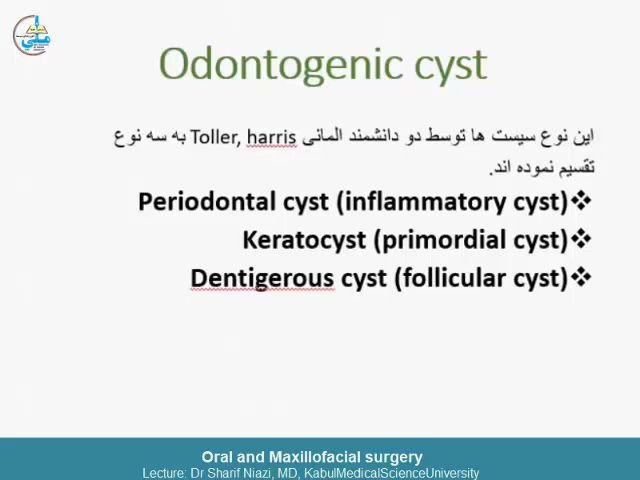 Odontogenic cyst
این نوع سیست ها توسط دو دانشمند المانی Toller, harris به سه نوع
تقسیم نموده اند.
❖Periodontal cyst (inflammatory cyst)
❖Keratocyst (primordial cyst)
❖Dentigerous cyst (follicular cyst)
Oral and Maxillofacial surgery
Lecture: Dr Sharif Niazi, MD, KabulMedicalScienceUniversity